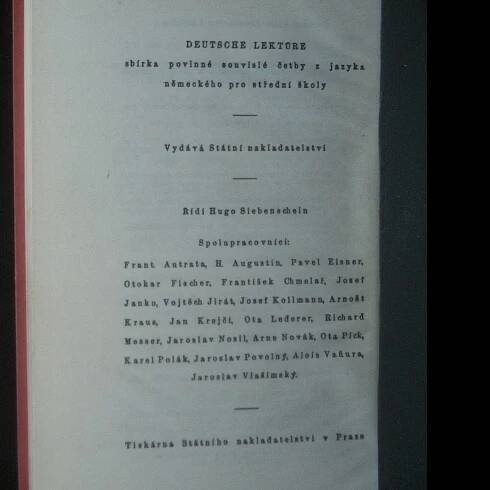 DEUTSCHE LEKTÜRE
sbírka povinné souvislé četby z jazyka
německého pro střední školy
Vydává Státní nakladatelství
Řídí Hugo Siebenschein
Spolupracovníci:
Frant. Autrata, H. Augustin, Pavel Eisner,
Otokar Fischer, František Chmelař, Josef
Janko, Vojtěch Jirát, Josef Kollmann, Arnošt
Kraus, Jan Krejčí, Ota Lederer, Richard
Messer, Jaroslav Nosil, Arne Novák, Ota Pick,
Karel Polák, Jaroslav Povolný, Alois Vaňura,
Jaroslav Vlašimský.
Tiskárna Státního nakladatelství v Praze